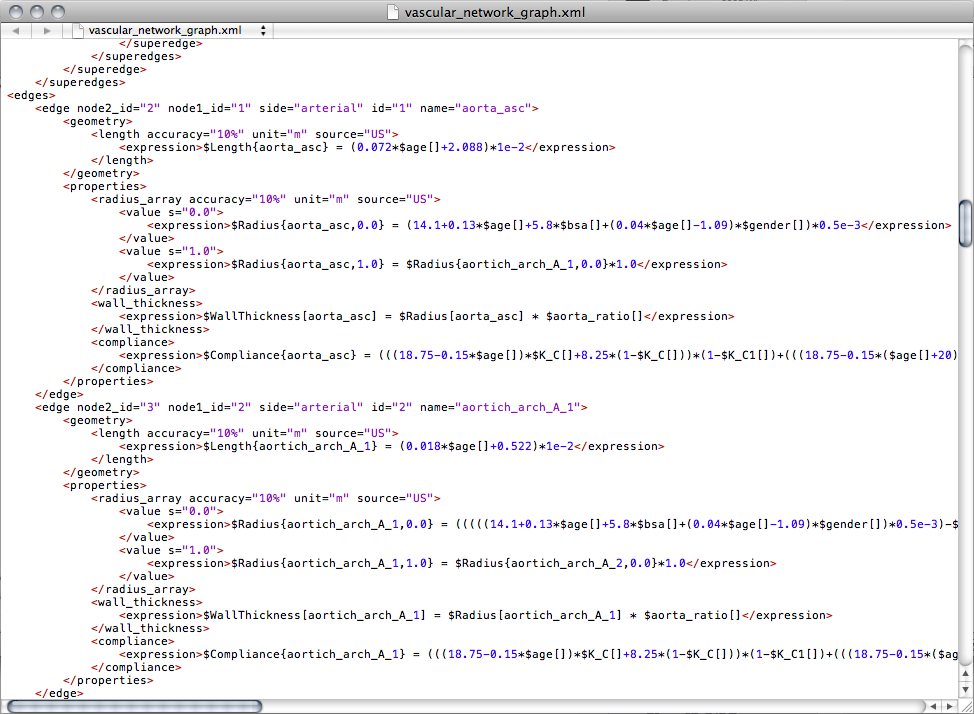 vascular_network_graph.xml
vascular_network_graph.xml
</superedge>
</superedges>
</superedge>
</superedges>
<edges>
<edge node2_id="2" node1_id="1" side="arterial" id="1" name="aorta_asc">
<geometry>
<length accuracy="10%" unit="m" source="US">
<expression>$Length{aorta_asc} = (0.072*$age[]+2.088)*1e-2</expression>
</length>
</geometry>
<properties>
<radius_array accuracy="10%" unit="m" source="US">
<value s="0.0">
<expression>$Radius{aorta_asc,0.0} = (14.1+0.13*$age[]+5.8*$bsa[]+(0.04*$age[]-1.09)*$gender[])*0.5e-3</expression>
</value>
<value s="1.0">
<expression>$Radius{aorta_asc,1.0} = $Radius{aortich_arch_A_1,0.0}*1.0</expression>
</value>
</radius_array>
<wall_thickness>
<expression>$WallThickness[aorta_asc] = $Radius[aorta_asc] * $aorta_ratio[]</expression>
</wall_thickness>
<compliance>
<expression>$Compliance{aorta_asc} = (((18.75-0.15*$age[])*$K_C[]+8.25*(1-$K_C[]))*(1-$K_C1[])+(((18.75-0.15*($age[]+20)
</compliance>
</properties>
</edge>
<edge node2_id="3" node1_id="2" side="arterial" id="2" name="aortich_arch_A_1">
<geometry>
<length accuracy="10%" unit="m" source="US">
<expression>$Length{aortich_arch_A_1} = (0.018*$age[]+0.522)*1e-2</expression>
</length>
</geometry>
<properties>
<radius_array accuracy="10%" unit="m" source="US">
<value s="0.0">
<expression>$Radius{aortich_arch_A_1,0.0} = (((((14.1+0.13*$age[]+5.8*$bsa[]+(0.04*$age[]-1.09)*$gender[])*0.5e-3)-$
</value>
<value s="1.0">
<expression>$Radius{aortich_arch_A_1,1.0} = $Radius{aortich_arch_A_2,0.0}*1.0</expression>
</value>
</radius_array>
<wall_thickness>
<expression>$WallThickness[aortich_arch_A_1] = $Radius[aortich_arch_A_1] * $aorta_ratio[]</expression>
</wall_thickness>
<compliance>
<expression>$Compliance{aortich_arch_A_1} = (((18.75-0.15*$age[])*$K_C[]+8.25*(1-$K_C[]))*(1-$K_C1[])+(((18.75-0.15*($ag
</compliance>
</properties>
</edge>